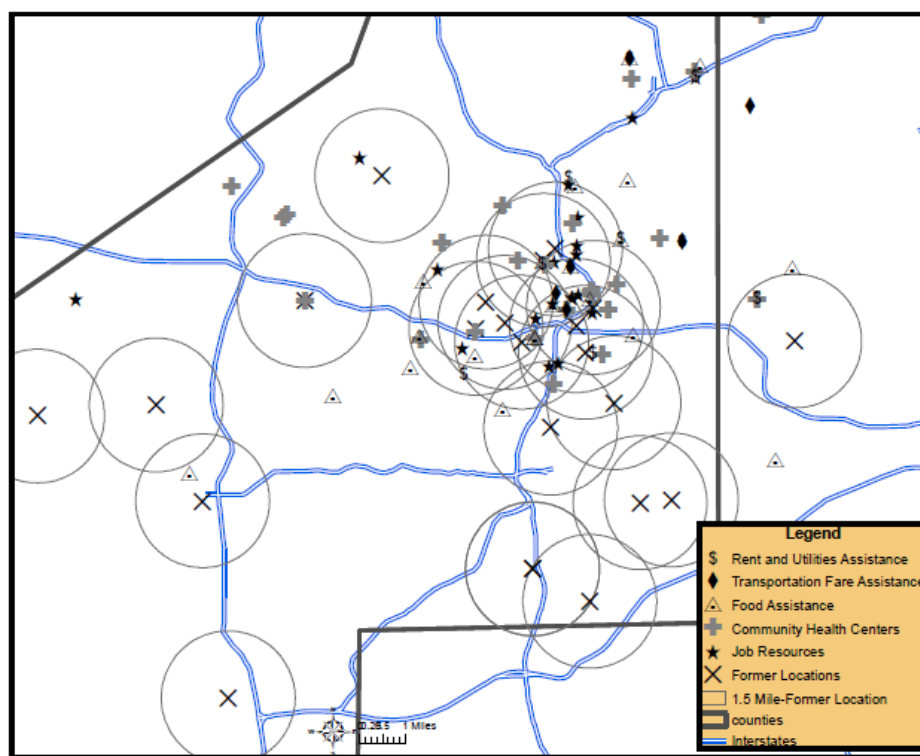 Legend
$ Rent and Utilities Assistance
Transportation Fare Assistance
Food Assistance
Community Health Centers
Job Resources
Former Locations
1.5 Mile-Former Location
counties
Interstates
1 Miles